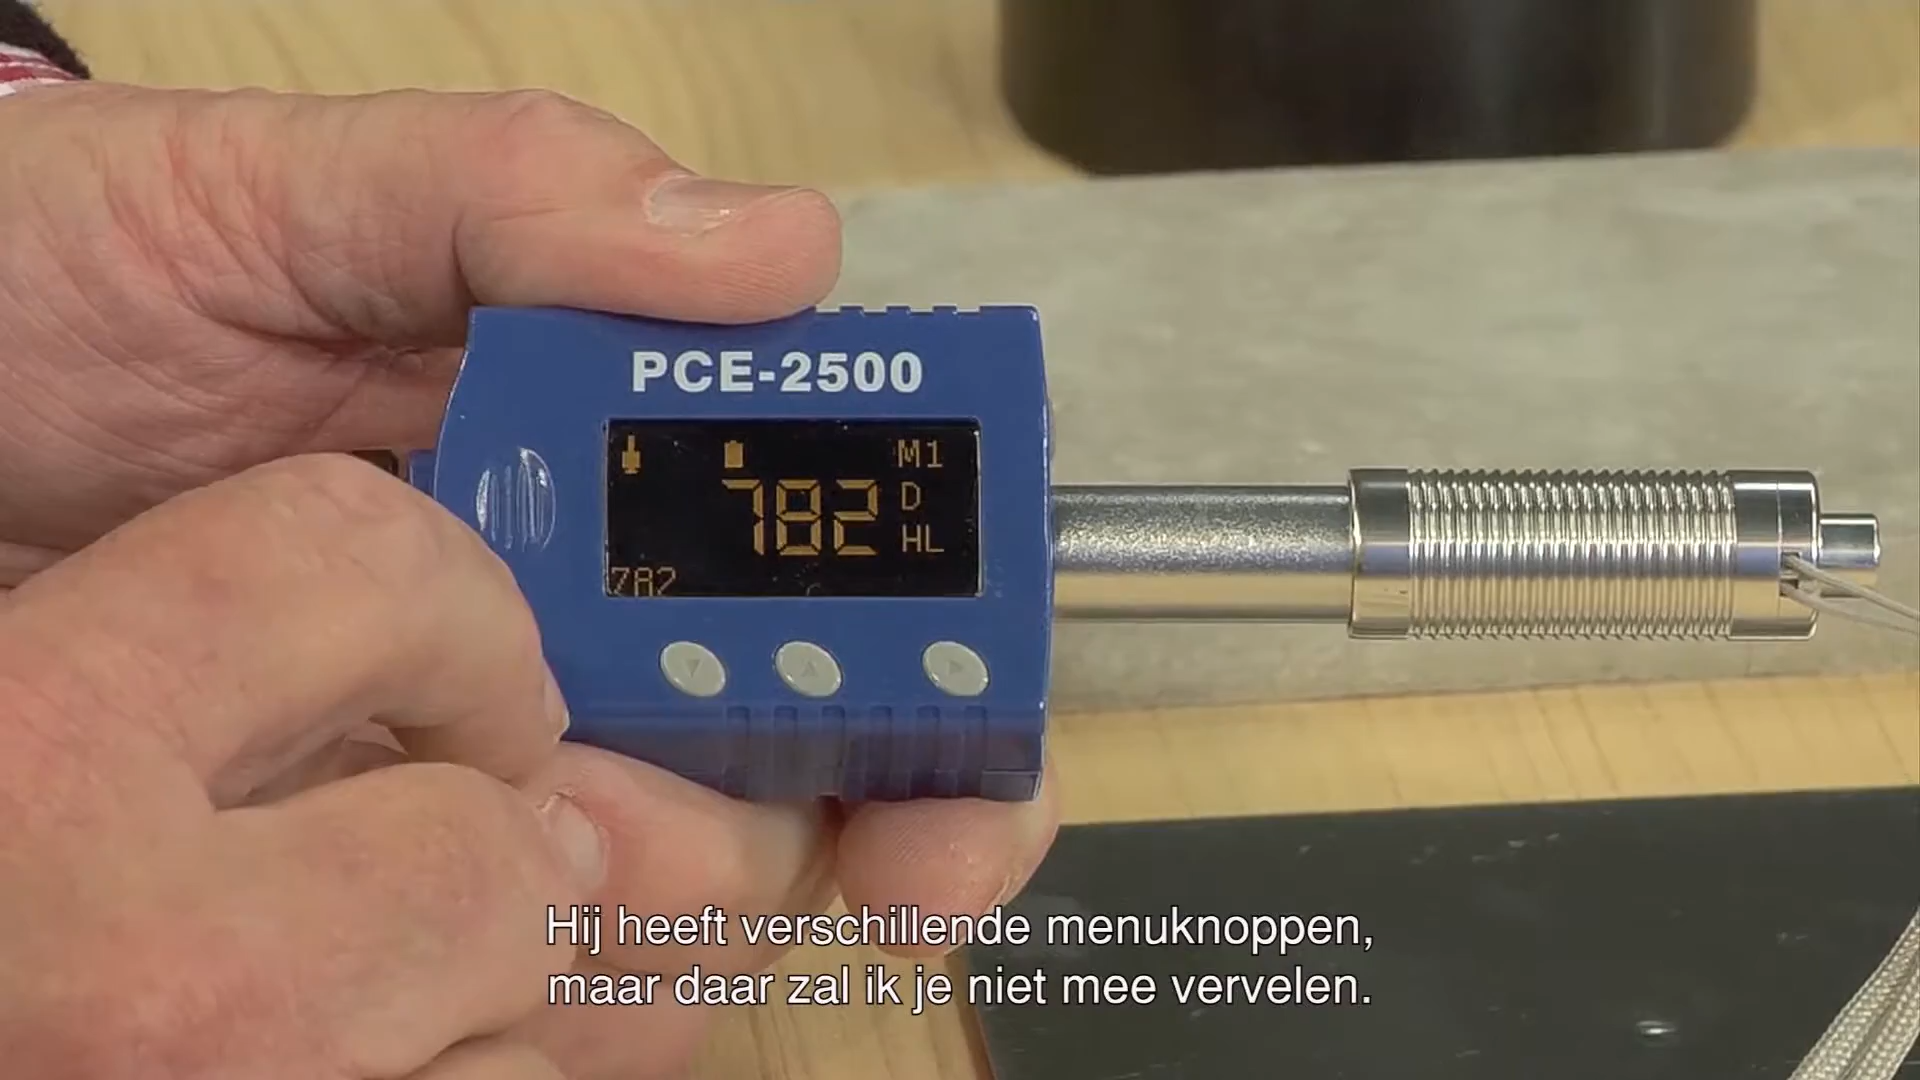 PCE-2500
M1
782
D
HL
782
Hij heeft verschillende menuknoppen,
maar daar zal ik je niet mee vervelen.